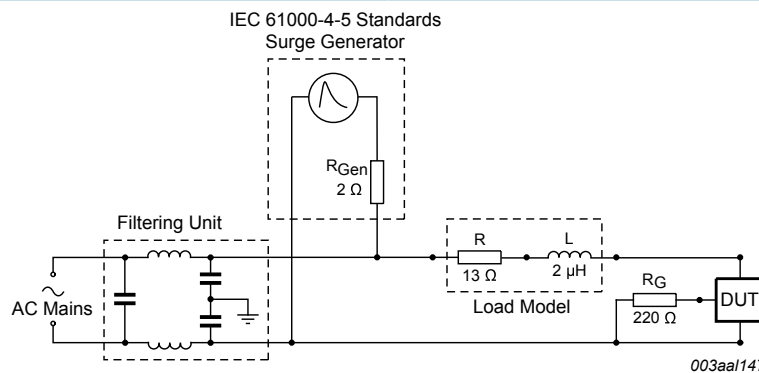 IEC 61000-4-5 Standards
Surge Generator
RGen
2 Ω
Filtering Unit
R
13 Ω
L
2 µH
Load Model
RG
220 Ω
DUT
AC Mains
003aal147